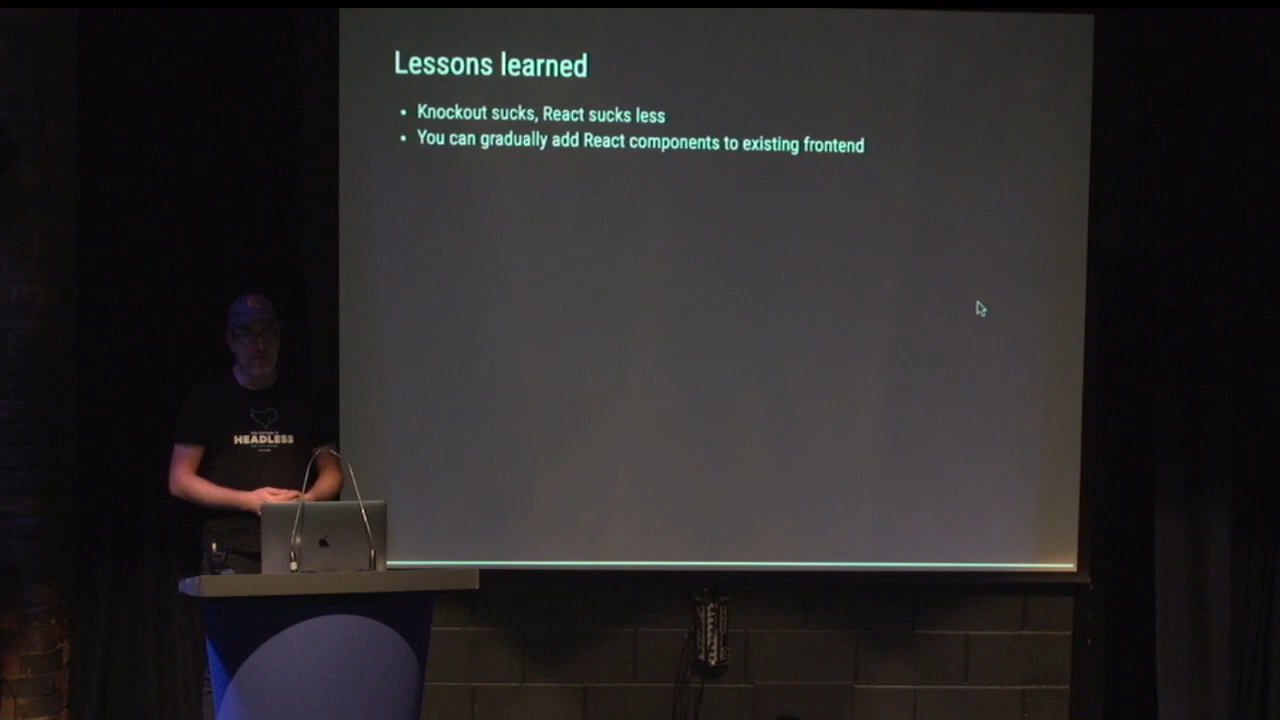 Lessons learned
• Knockout sucks, React sucks less
• You can gradually add React components to existing frontend
HEADLESS